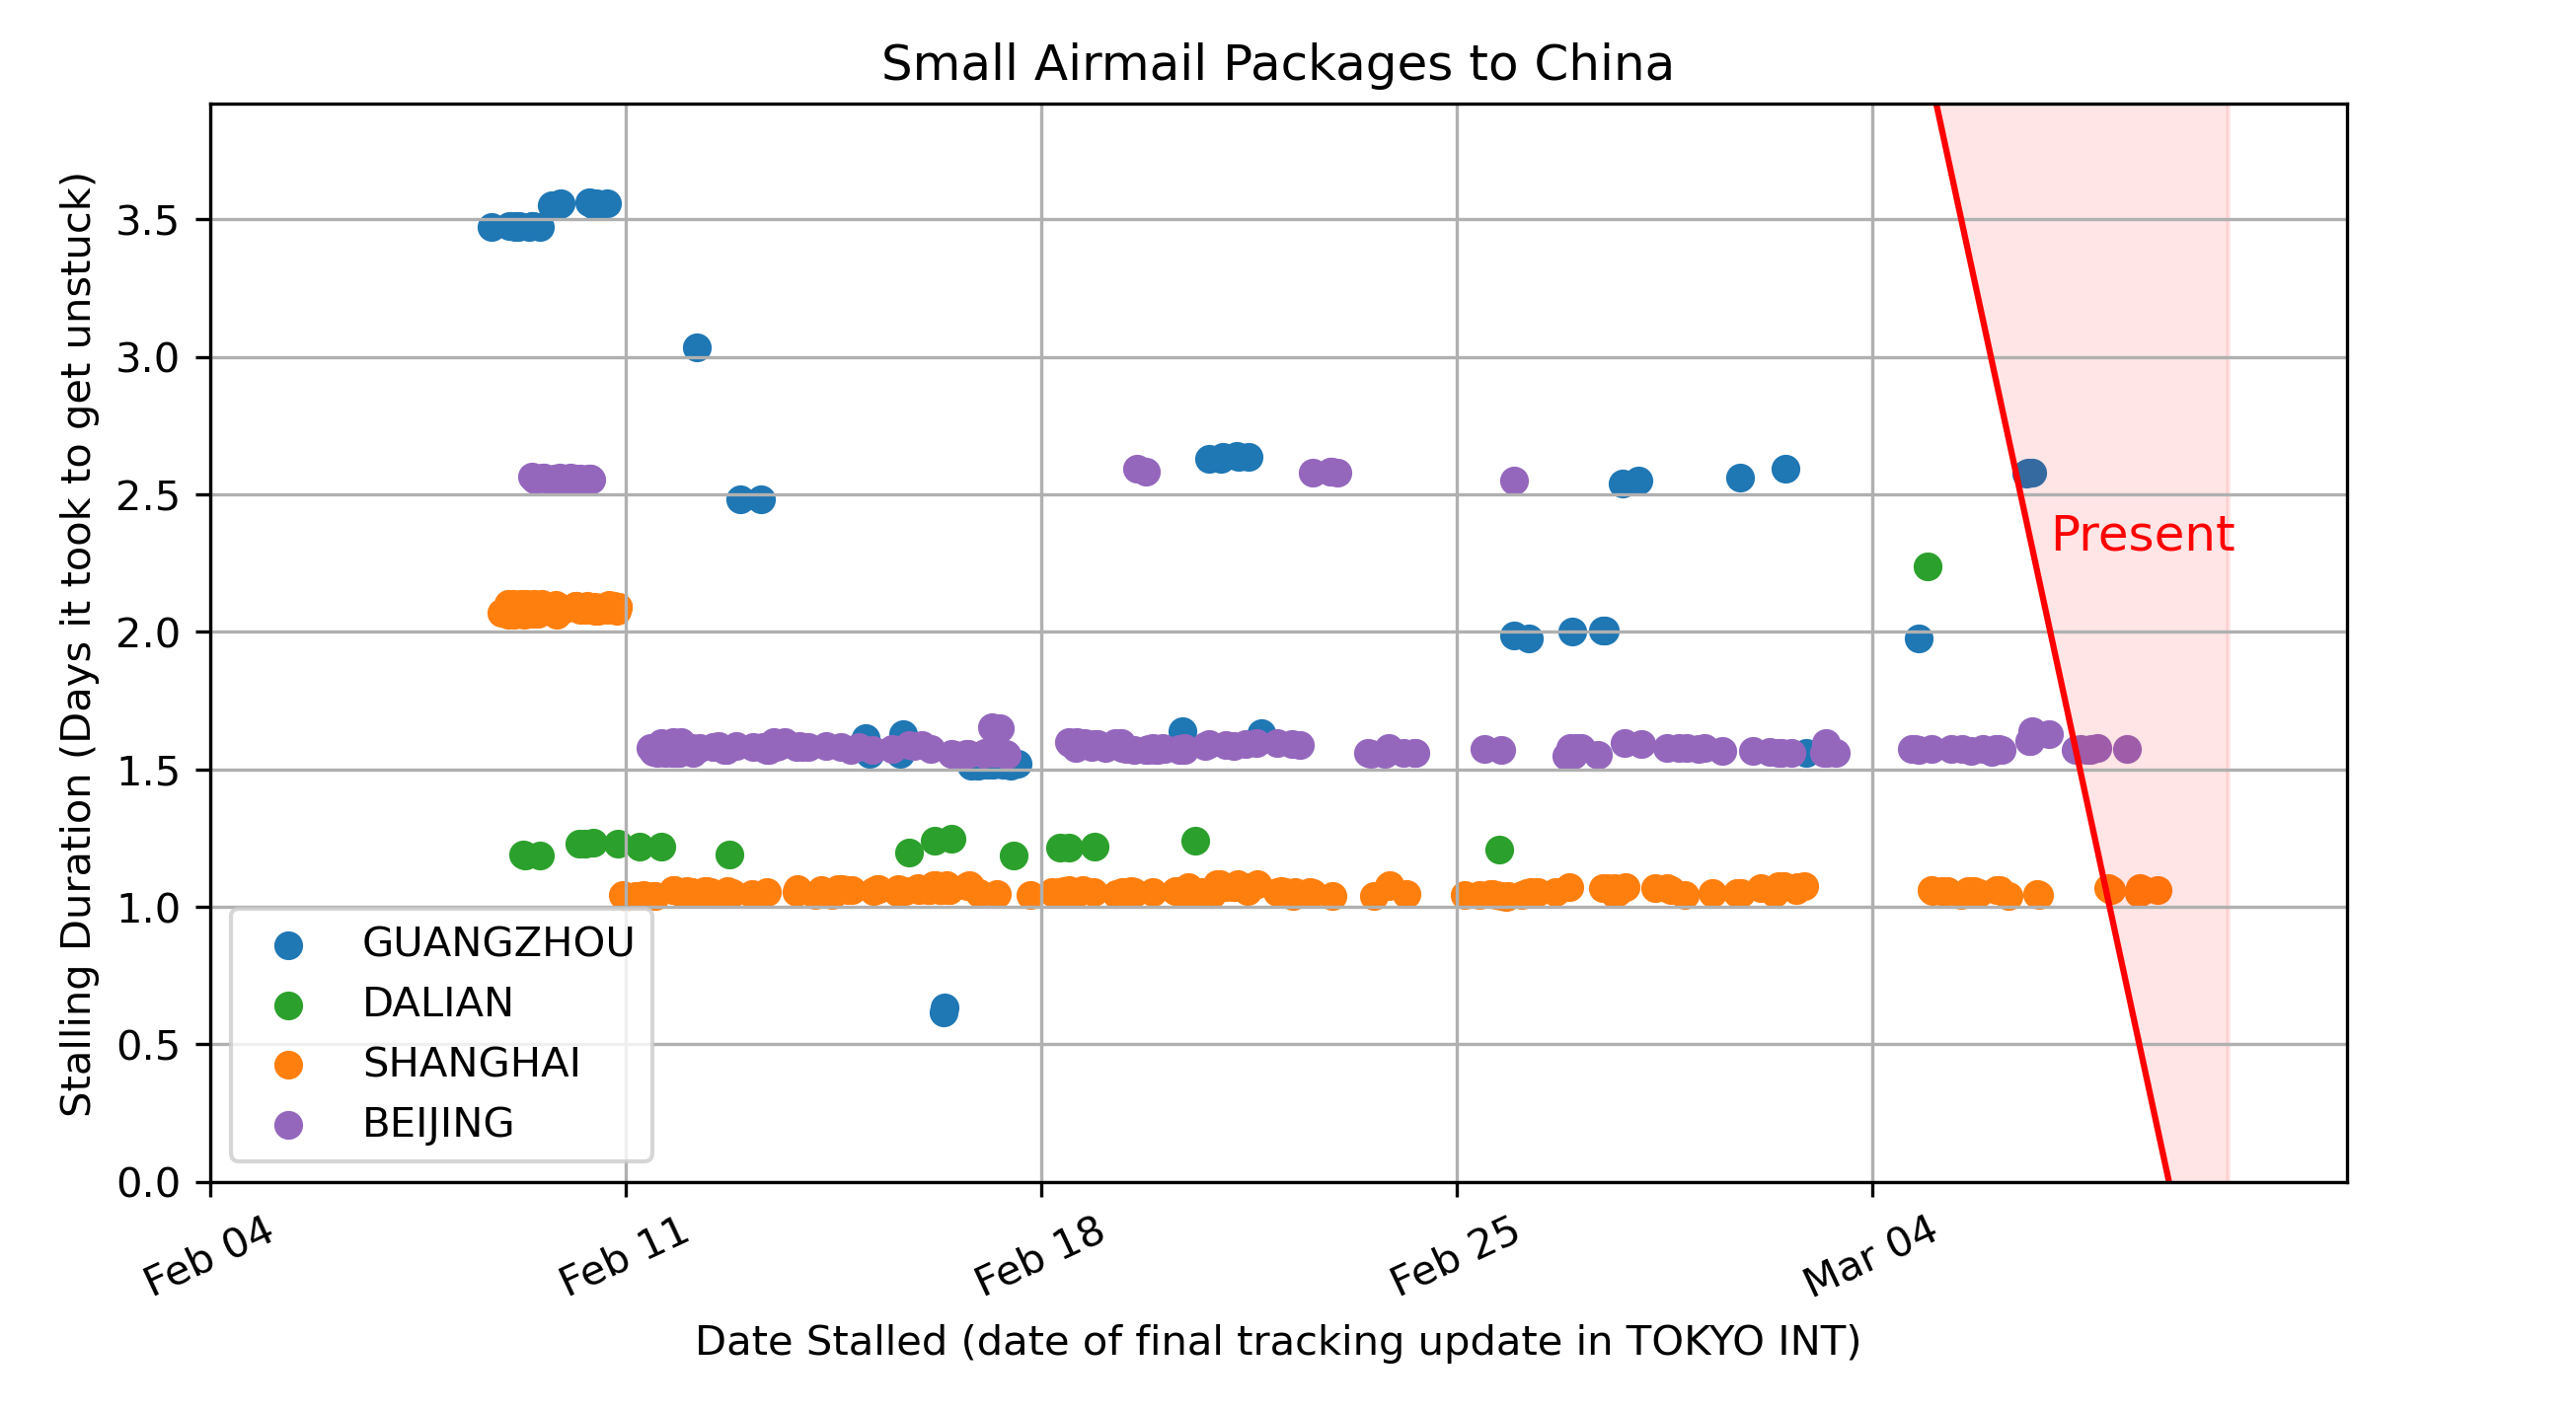 Small Airmail Packages to China
Stalling Duration (Days it took to get unstuck)
3.5
3.0
2.5
2.0
1.5
1.0
0.5
0.0
Present
GUANGZHOU
DALIAN
SHANGHAI
BEIJING
Feb 04
Feb 11
Feb 18
Feb 25
Mar 04
Date Stalled (date of final tracking update in TOKYO INT)